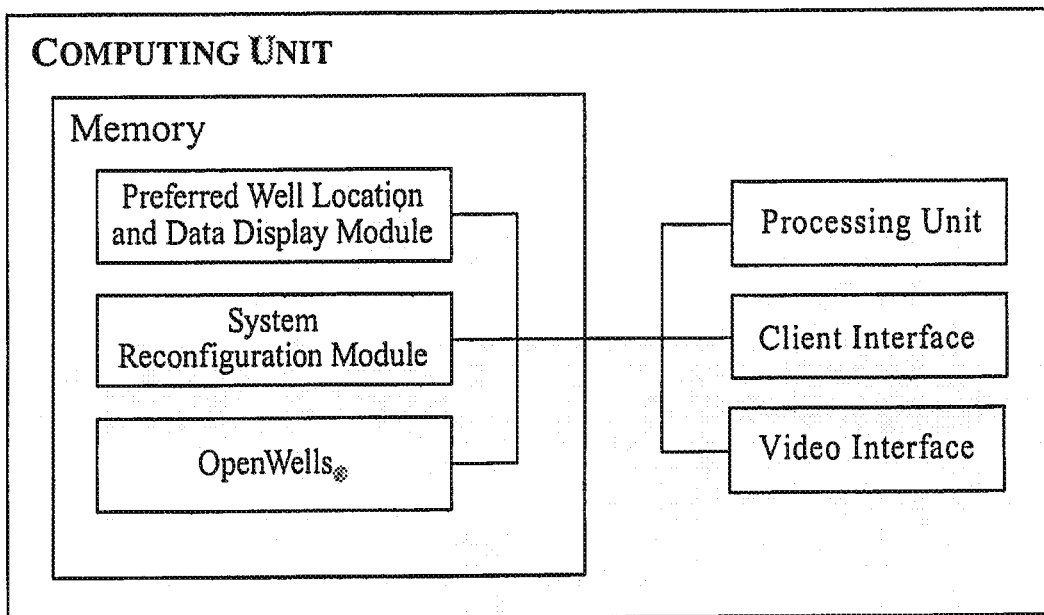 COMPUTING UNIT
Memory
Preferred Well Location
and Data Display Module
System
Reconfiguration Module
OpenWells®
Processing Unit
Client Interface
Video Interface